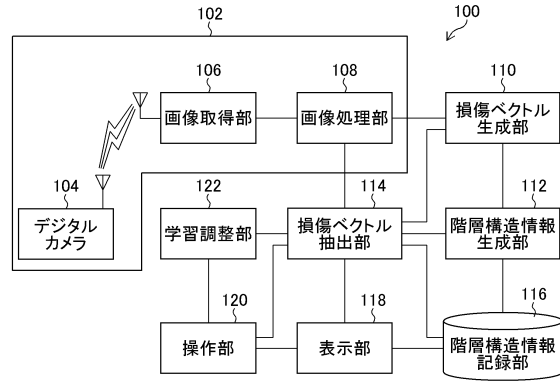 102
100
106
108
110
画像取得部
画像処理部
損傷ベクトル
生成部
104
122
114
112
デジタル
カメラ
学習調整部
損傷ベクトル
抽出部
階層構造情報
生成部
120
118
116
操作部
表示部
階層構造情報
記録部